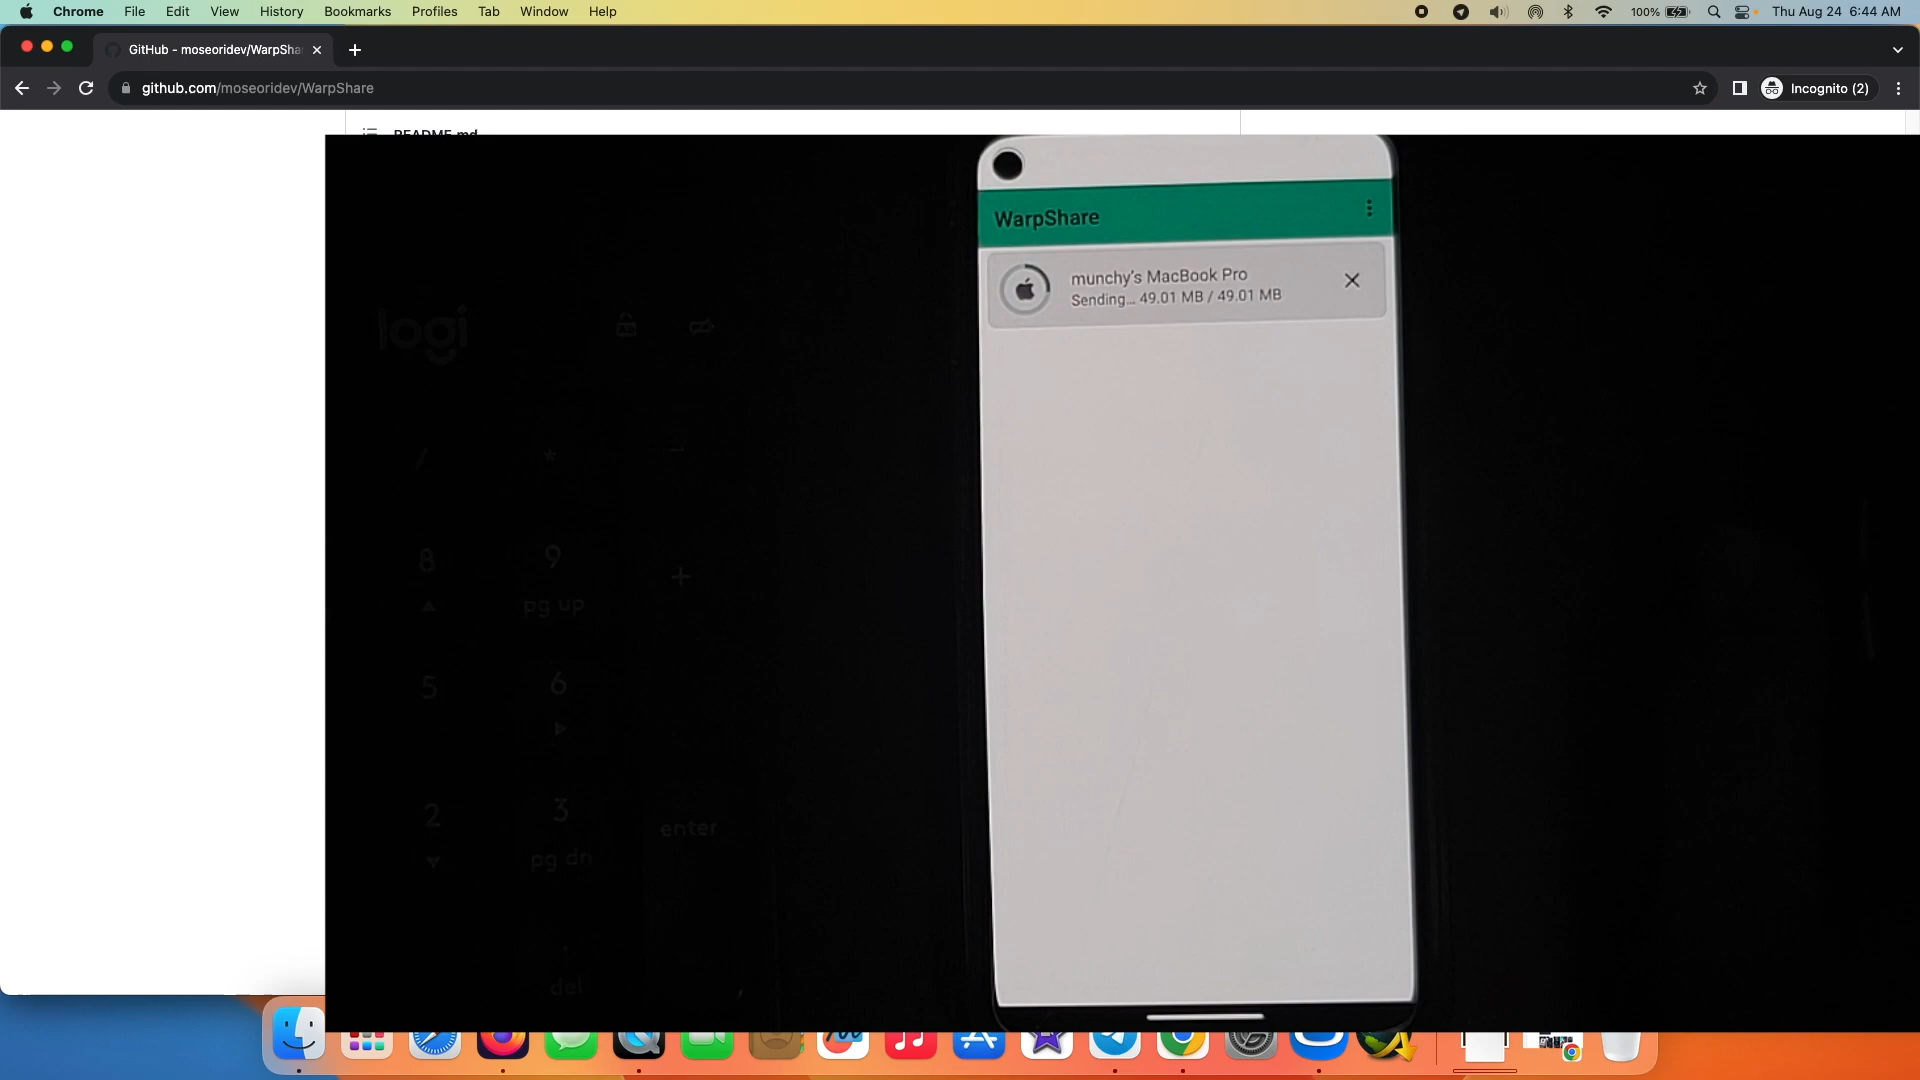 Chrome File Edit View History Bookmarks Profiles Tab Window Help 100% Thu Aug 24 6:44 AM
GitHub - moseoridev/WarpSha
github.com/moseoridev/WarpShare Incognito (2)
README.md
WarpShare
munchy's MacBook Pro
Sending... 49.01 MB / 49.01 MB
logi
/ * -
8 9 +
pg up
5 6
2 3 enter
pg dn
del